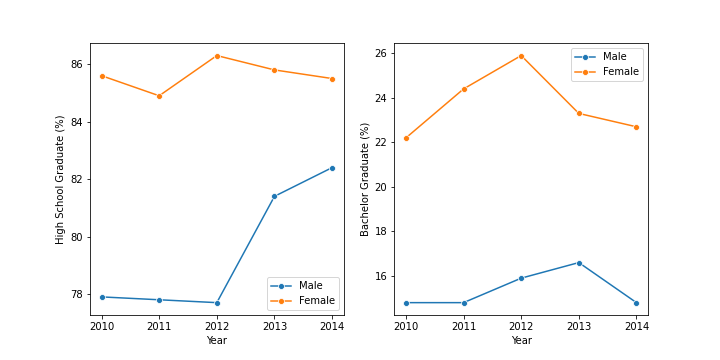 High School Graduate (%)
86
84
82
80
78
2010 2011 2012 2013 2014
Year
Male
Female
Bachelor Graduate (%)
26
24
22
20
18
16
2010 2011 2012 2013 2014
Year
Male
Female